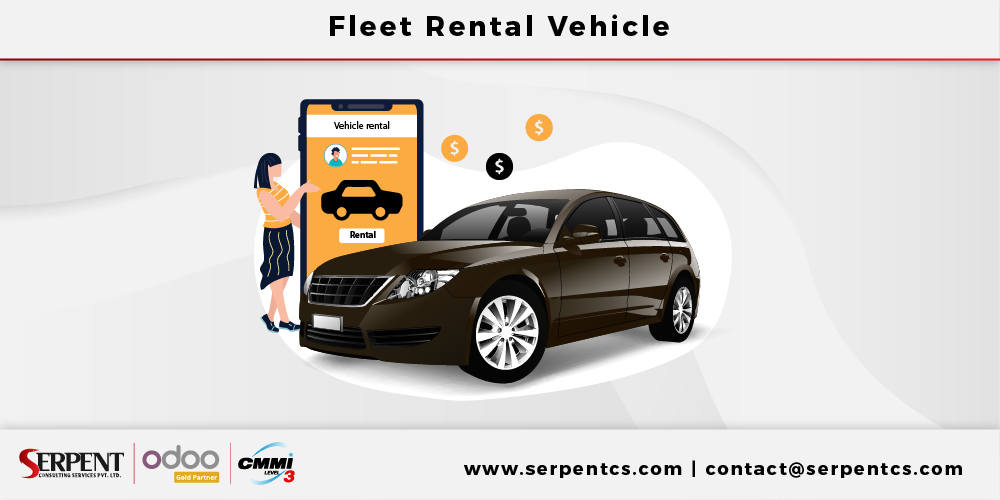 Fleet Rental Vehicle
Vehicle rental
$
$
$
Rental
SERPENT
CONSULTING SERVICES PVT. LTD.
odoo
Gold Partner
CMMI
LEVEL 3
www.serpentcs.com | contact@serpentcs.com